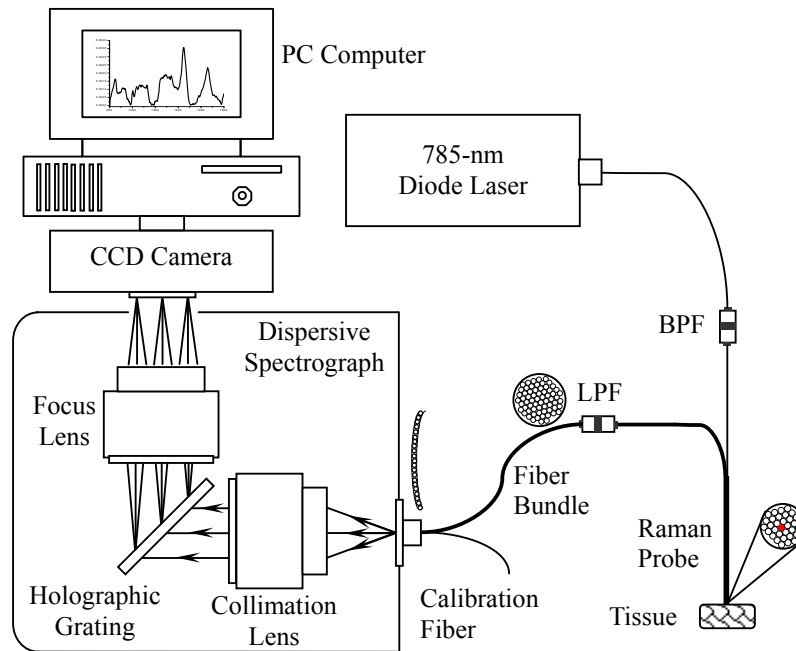 PC Computer
785-nm
Diode Laser
CCD Camera
BPF
Dispersive
Spectrograph
LPF
Focus
Lens
Fiber
Bundle
Raman
Probe
Holographic
Grating
Collimation
Lens
Calibration
Fiber
Tissue